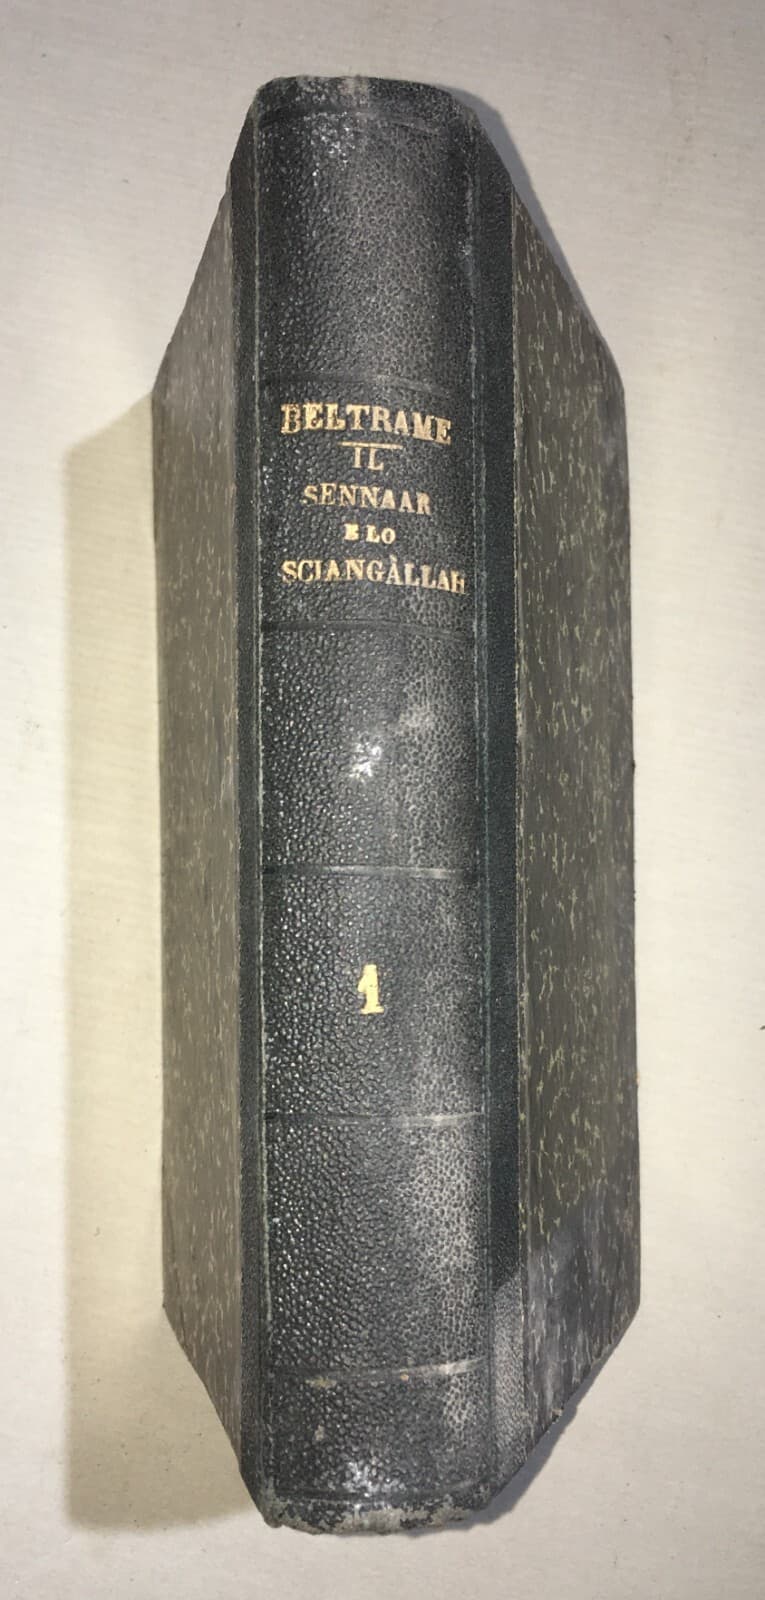 BELTRAME
IL
SENNAAR
E LO
SCIANGÀLLAH
1